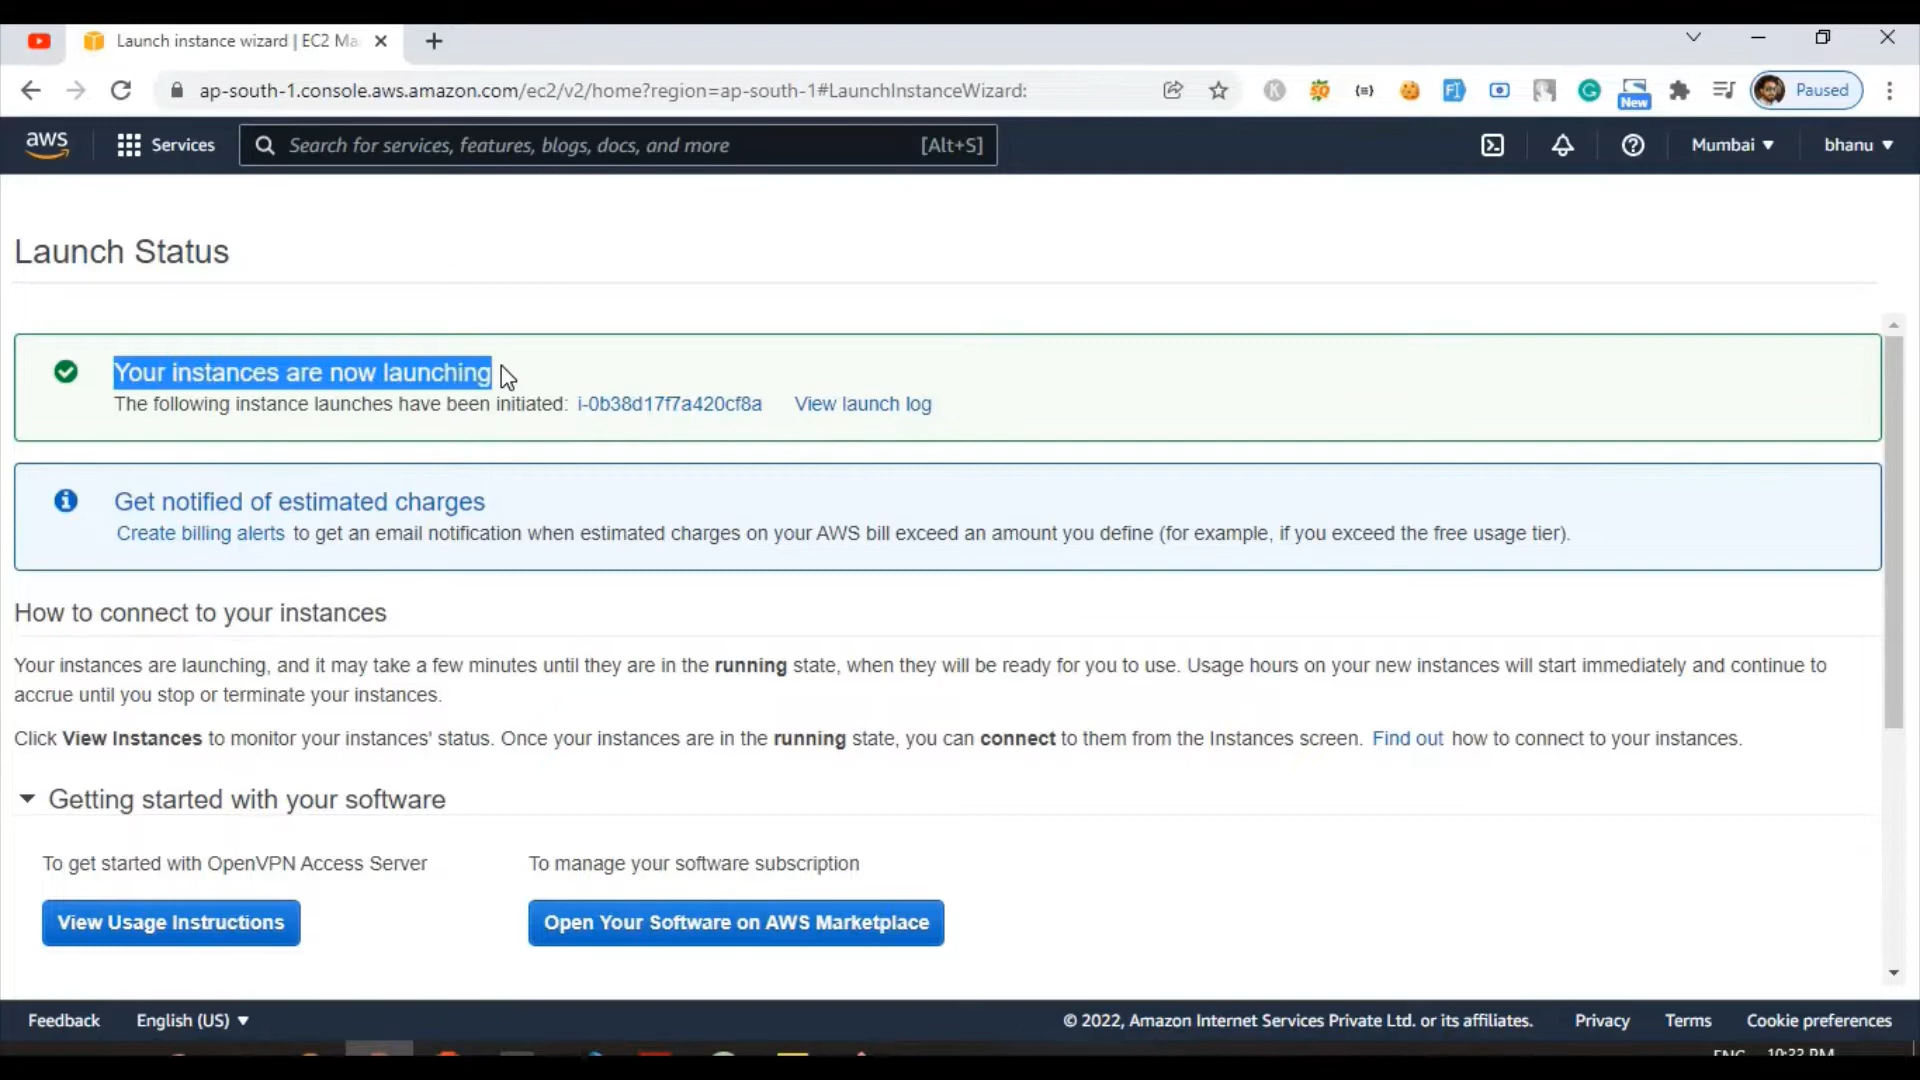 Launch instance wizard | EC2 Ma
ap-south-1.console.aws.amazon.com/ec2/v2/home?region=ap-south-1#LaunchInstanceWizard:
New
Paused
aws
Services
Search for services, features, blogs, docs, and more
[Alt+S]
Mumbai
bhanu
Launch Status
Your instances are now launching
The following instance launches have been initiated: i-0b38d17f7a420cf8a View launch log
Get notified of estimated charges
Create billing alerts to get an email notification when estimated charges on your AWS bill exceed an amount you define (for example, if you exceed the free usage tier).
How to connect to your instances
Your instances are launching, and it may take a few minutes until they are in the running state, when they will be ready for you to use. Usage hours on your new instances will start immediately and continue to
accrue until you stop or terminate your instances.
Click View Instances to monitor your instances' status. Once your instances are in the running state, you can connect to them from the Instances screen. Find out how to connect to your instances.
Getting started with your software
To get started with OpenVPN Access Server
To manage your software subscription
View Usage Instructions
Open Your Software on AWS Marketplace
Feedback
English (US)
© 2022, Amazon Internet Services Private Ltd. or its affiliates.
Privacy
Terms
Cookie preferences